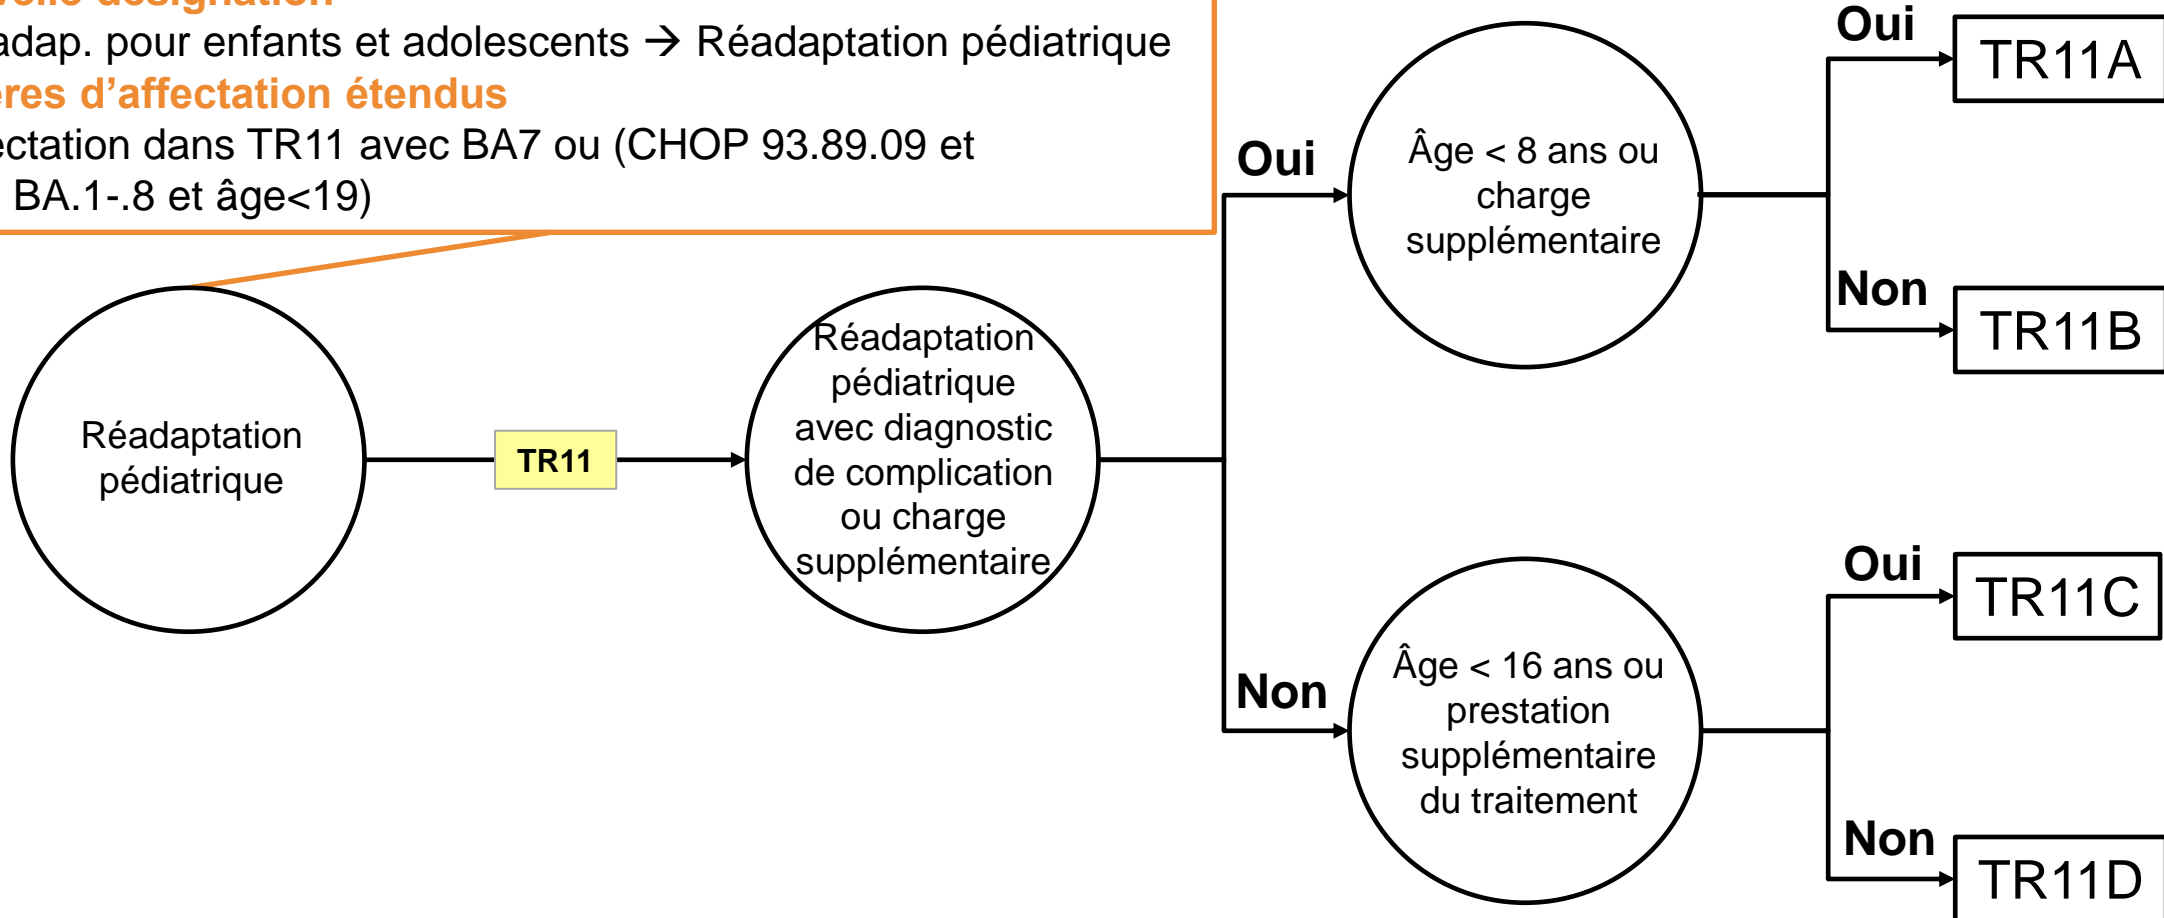 velle désignation
adap. pour enfants et adolescents → Réadaptation pédiatrique
ères d'affectation étendus
ectation dans TR11 avec BA7 ou (CHOP 93.89.09 et
BA.1-.8 et âge<19)
Réadaptation
pédiatrique
TR11
Réadaptation
pédiatrique
avec diagnostic
de complication
ou charge
supplémentaire
Oui
Âge < 8 ans ou
charge
supplémentaire
Oui
TR11A
Non
TR11B
Non
Âge < 16 ans ou
prestation
supplémentaire
du traitement
Oui
TR11C
Non
TR11D